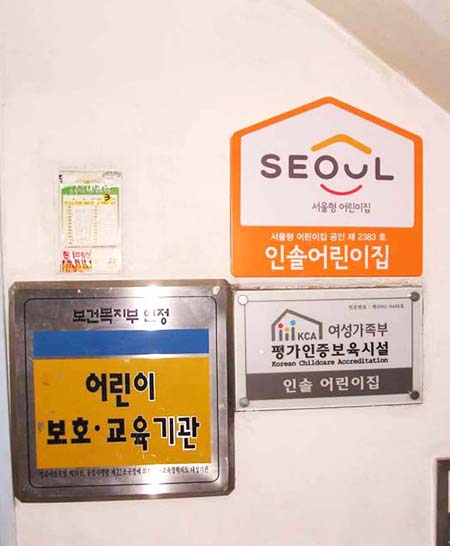 SEOUL
서울형 어린이집
서울형 어린이집 공인 제 2383 호
인솔어린이집
보건복지부 인정
어린이
보호·교육기관
KCA 여성가족부
평가인증보육시설
Korean Childcare Accreditation
인솔 어린이집